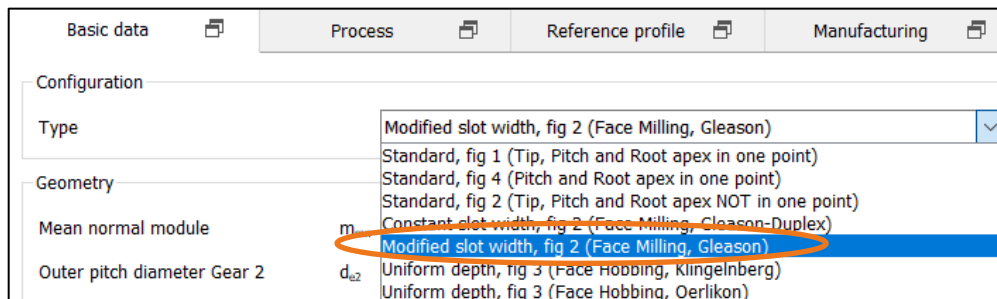 Basic data Process Reference profile Manufacturing
Configuration
Type Modified slot width, fig 2 (Face Milling, Gleason)
Standard, fig 1 (Tip, Pitch and Root apex in one point)
Standard, fig 4 (Pitch and Root apex in one point)
Geometry
Standard, fig 2 (Tip, Pitch and Root apex NOT in one point)
Mean normal module Constant slot width, fig 2 (Face Milling, Gleason-Duplex)
Modified slot width, fig 2 (Face Milling, Gleason)
Outer pitch diameter Gear 2 de2 Uniform depth, fig 3 (Face Hobbing, Klingelnberg)
Uniform depth, fig 3 (Face Hobbing, Oerlikon)